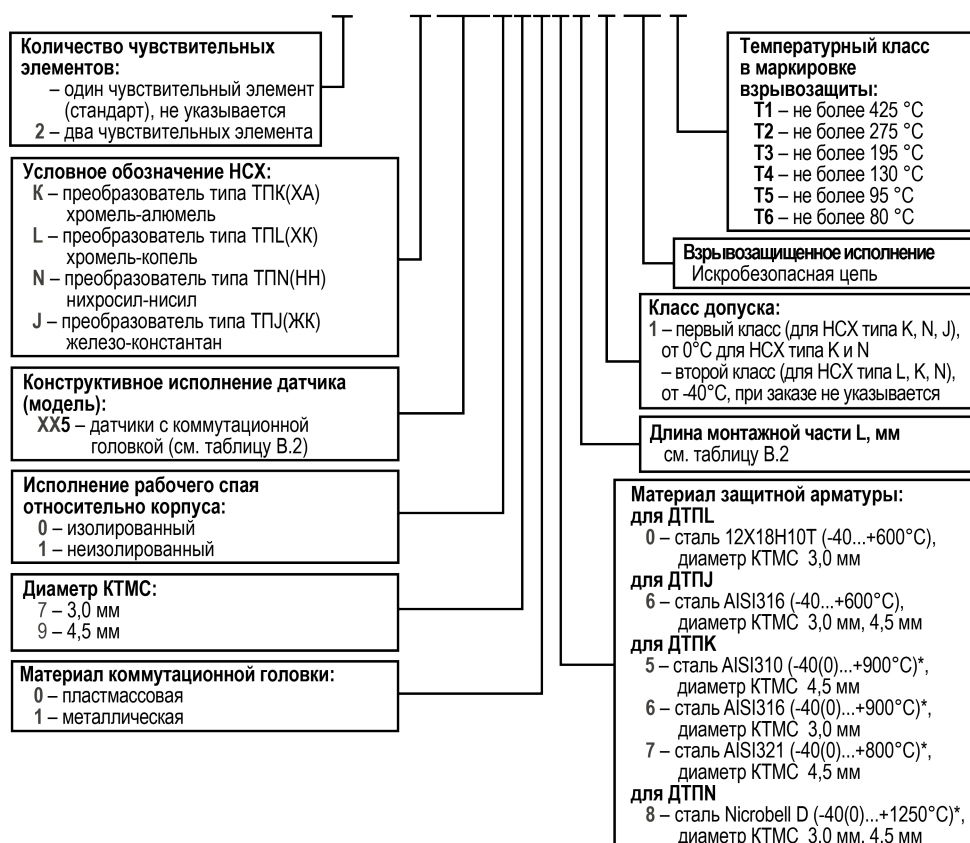 Количество чувствительных
элементов:
– один чувствительный элемент
(стандарт), не указывается
2 – два чувствительных элемента
Условное обозначение НСХ:
K – преобразователь типа ТПК(ХА)
хромель-алюмель
L – преобразователь типа ТПL(ХК)
хромель-копель
N – преобразователь типа ТПN(НН)
нихросил-нисил
J – преобразователь типа ТПJ(ЖК)
железо-константан
Конструктивное исполнение датчика
(модель):
XX5 – датчики с коммутационной
головкой (см. таблицу В.2)
Исполнение рабочего спая
относительно корпуса:
0 – изолированный
1 – неизолированный
Диаметр КТМС:
7 – 3,0 мм
9 – 4,5 мм
Материал коммутационной головки:
0 – пластмассовая
1 – металлическая
Температурный класс
в маркировке
взрывозащиты:
Т1 – не более 425 °C
Т2 – не более 275 °C
Т3 – не более 195 °C
Т4 – не более 130 °C
Т5 – не более 95 °C
Т6 – не более 80 °C
Взрывозащищенное исполнение
Искробезопасная цепь
Класс допуска:
1 – первый класс (для НСХ типа K, N, J),
от 0°C для НСХ типа K и N
– второй класс (для НСХ типа L, K, N),
от -40°C, при заказе не указывается
Длина монтажной части L, мм
см. таблицу В.2
Материал защитной арматуры:
для ДТПL
0 – сталь 12Х18Н10Т (-40...+600°C),
диаметр КТМС 3,0 мм
для ДТПJ
6 – сталь AISI316 (-40...+600°C),
диаметр КТМС 3,0 мм, 4,5 мм
для ДТПK
5 – сталь AISI310 (-40(0)...+900°C)*,
диаметр КТМС 4,5 мм
6 – сталь AISI316 (-40(0)...+900°C)*,
диаметр КТМС 3,0 мм
7 – сталь AISI321 (-40(0)...+800°C)*,
диаметр КТМС 4,5 мм
для ДТПN
8 – сталь Nicrobell D (-40(0)...+1250°C)*,
диаметр КТМС 3,0 мм, 4,5 мм